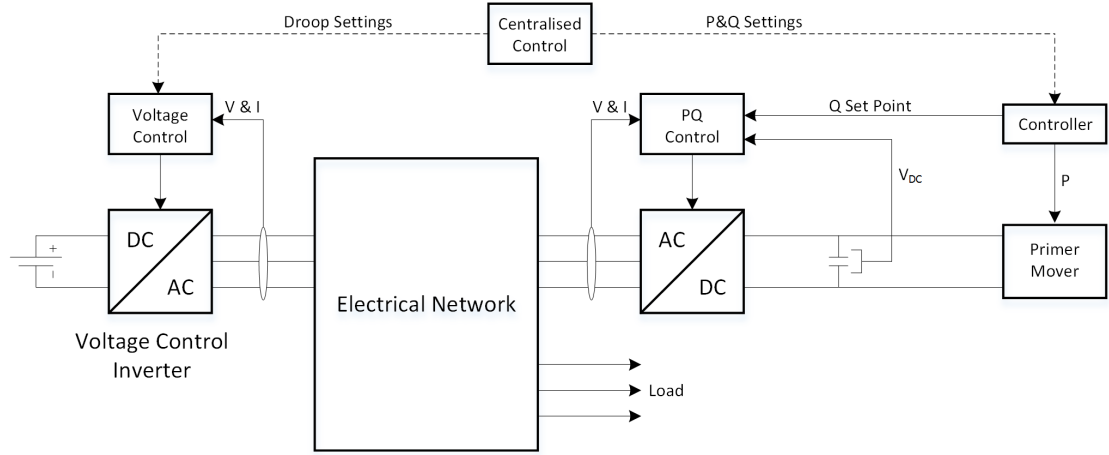 Droop Settings
Centralised
Control
P&Q Settings
Voltage
Control
V & I
V & I
PQ
Control
Q Set Point
Controller
VDC
P
DC
AC
AC
DC
+
Primer
Mover
Electrical Network
Voltage Control
Inverter
Load